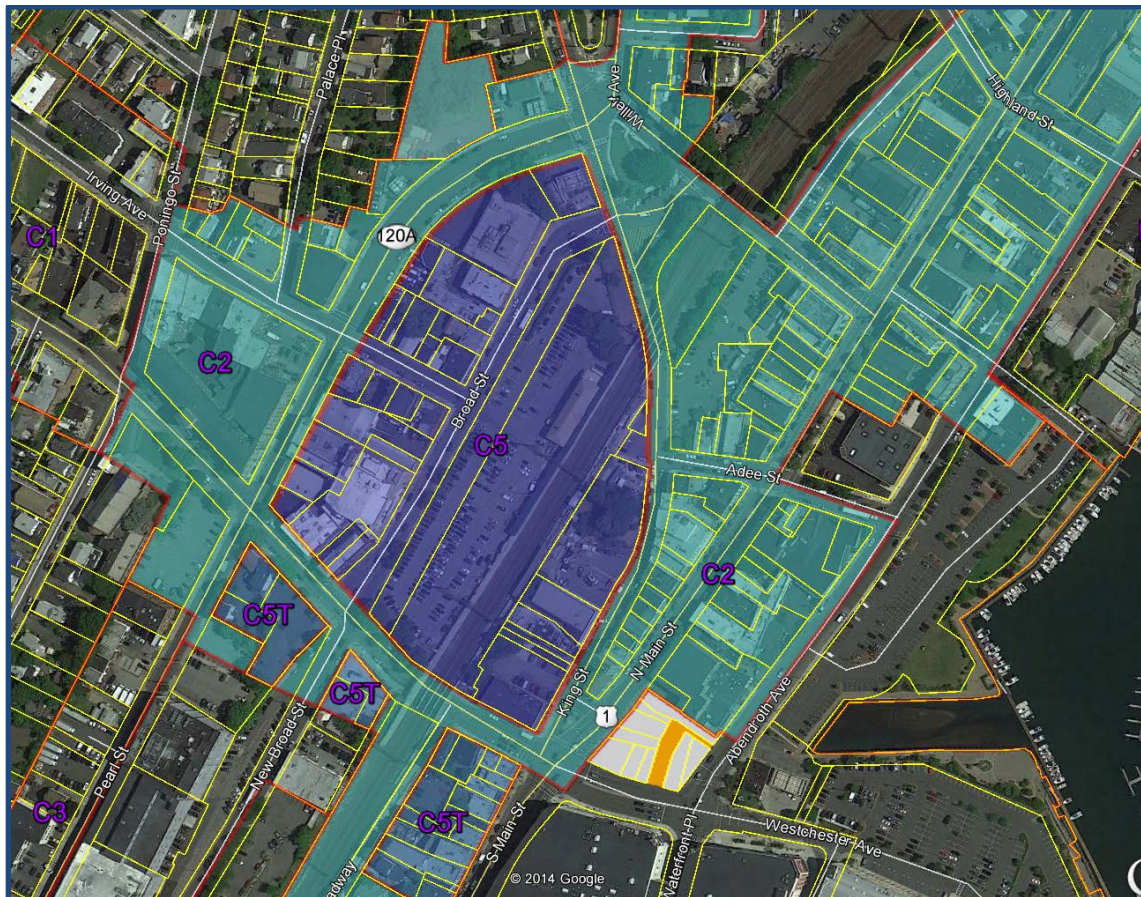 Palace Pl
Willett Ave
Highland St
Irving Ave
Poningo St
C1
120A
C2
Broad St
C5
Adee St
C2
C5T
N-Main-St
C5T
King St
1
New-Broad-St
Pearl St
Abendroth Ave
C3
C5T
S-Main-St
Westchester Ave
Waterfront-Pl
adway
© 2014 Google